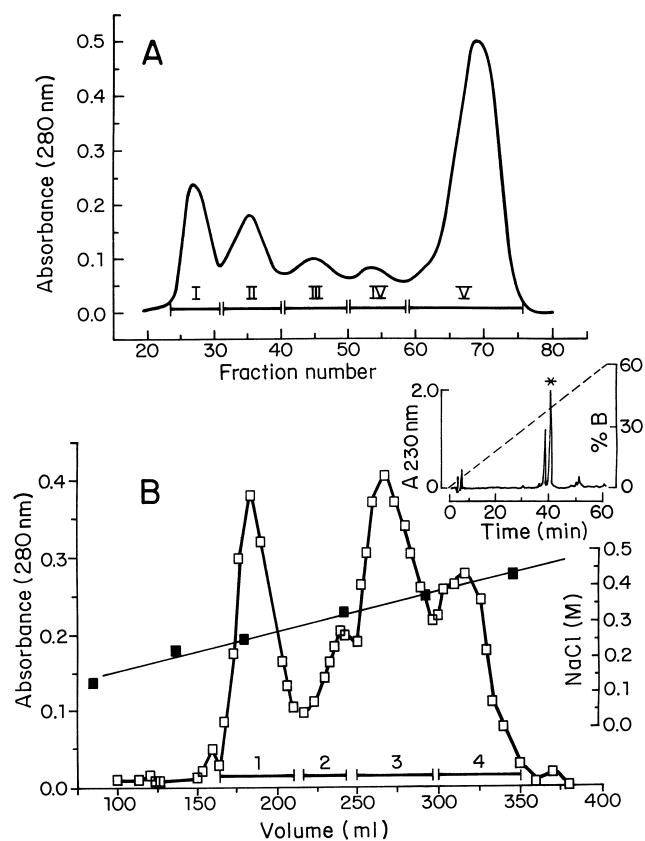 A
Absorbance (280 nm)
0.5
0.4
0.3
0.2
0.1
0.0
I II III IV V
20 30 40 50 60 70 80
Fraction number
B
Absorbance (280 nm)
0.4
0.3
0.2
0.1
0.0
1 2 3 4
100 150 200 250 300 350 400
Volume (ml)
A 230 nm
2.0
0
*
60
30
0
% B
0 20 40 60
Time (min)
0.5
0.4
0.3
0.2
0.1
0.0
NaCl (M)